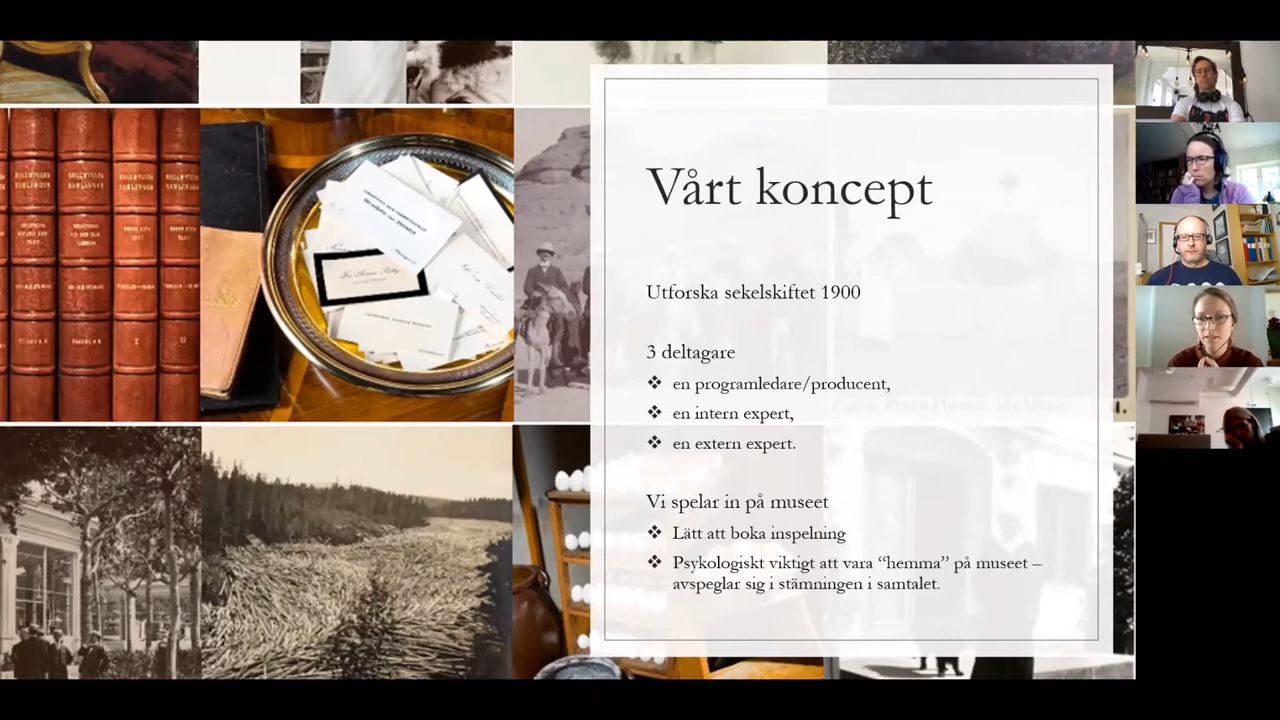 Vårt koncept
Utforska sekelskiftet 1900
3 deltagare
❖ en programledare/producent,
❖ en intern expert,
❖ en extern expert.
Vi spelar in på museet
❖ Lätt att boka inspelning
❖ Psykologiskt viktigt att vara “hemma” på museet –
avspeglar sig i stämningen i samtalet.